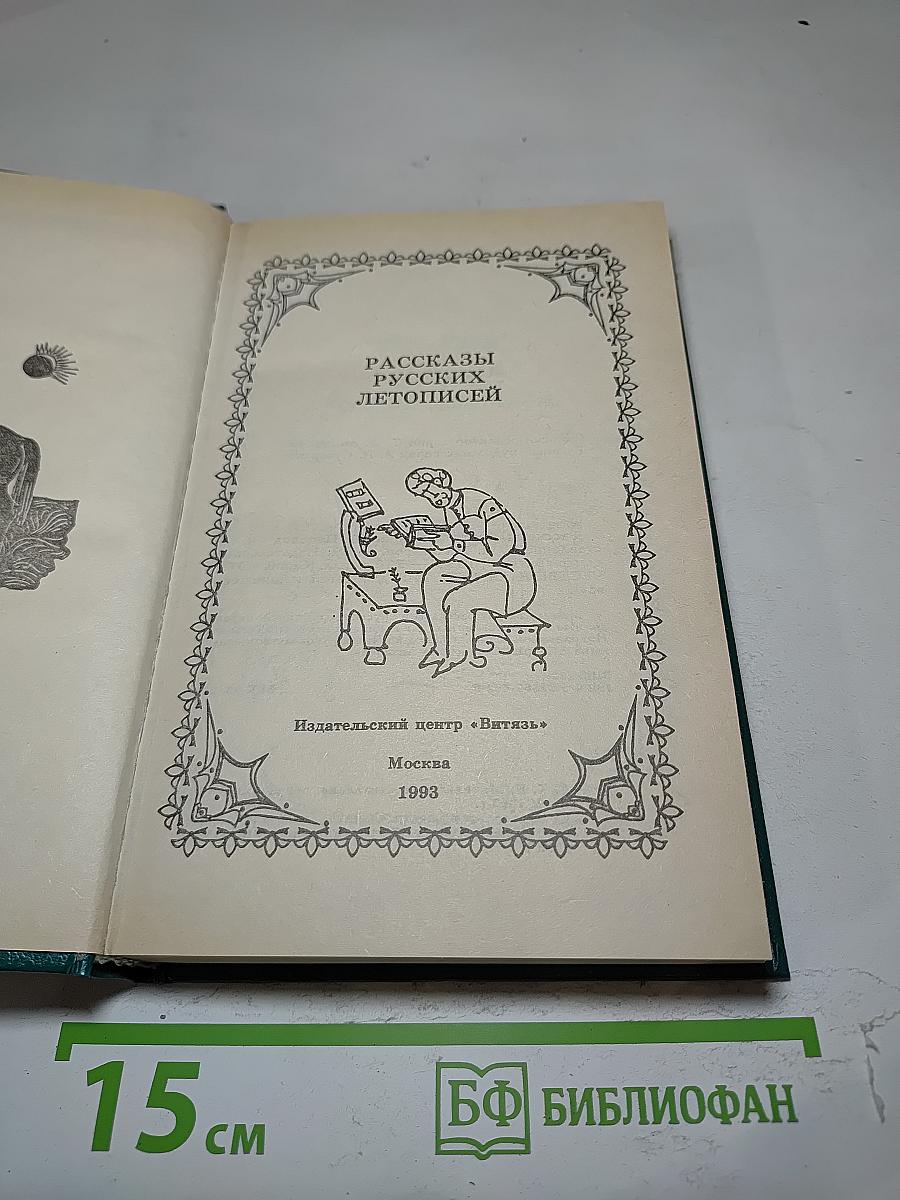 РАССКАЗЫ
РУССКИХ
ЛЕТОПИСЕЙ
Издательский центр «Витязь»
Москва
1993
15 см
БФ БИБЛИОФАН